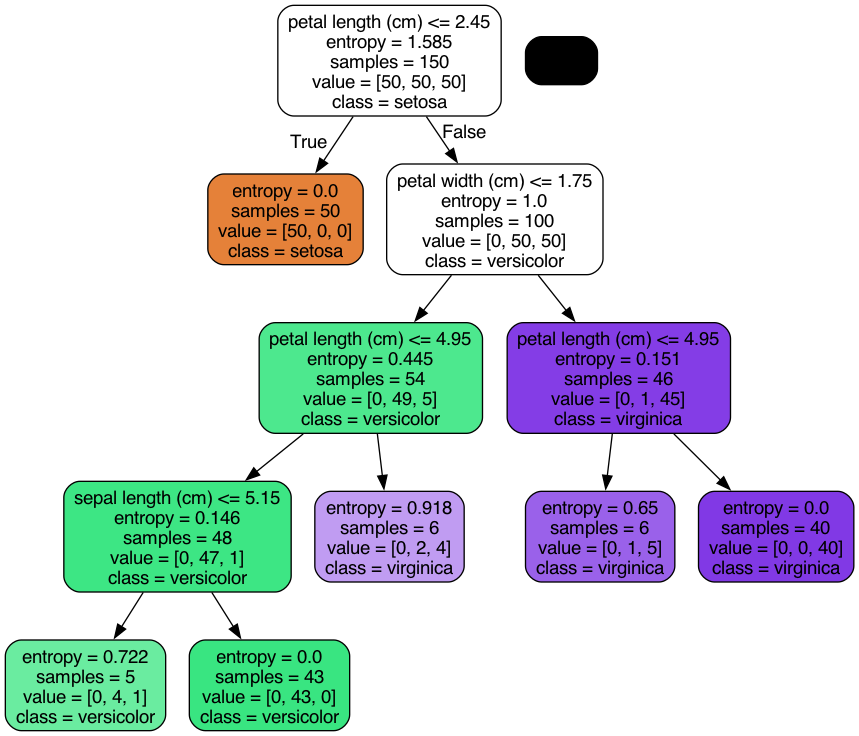 petal length (cm) <= 2.45
entropy = 1.585
samples = 150
value = [50, 50, 50]
class = setosa
True
False
entropy = 0.0
samples = 50
value = [50, 0, 0]
class = setosa
petal width (cm) <= 1.75
entropy = 1.0
samples = 100
value = [0, 50, 50]
class = versicolor
petal length (cm) <= 4.95
entropy = 0.445
samples = 54
value = [0, 49, 5]
class = versicolor
petal length (cm) <= 4.95
entropy = 0.151
samples = 46
value = [0, 1, 45]
class = virginica
sepal length (cm) <= 5.15
entropy = 0.146
samples = 48
value = [0, 47, 1]
class = versicolor
entropy = 0.918
samples = 6
value = [0, 2, 4]
class = virginica
entropy = 0.65
samples = 6
value = [0, 1, 5]
class = virginica
entropy = 0.0
samples = 40
value = [0, 0, 40]
class = virginica
entropy = 0.722
samples = 5
value = [0, 4, 1]
class = versicolor
entropy = 0.0
samples = 43
value = [0, 43, 0]
class = versicolor